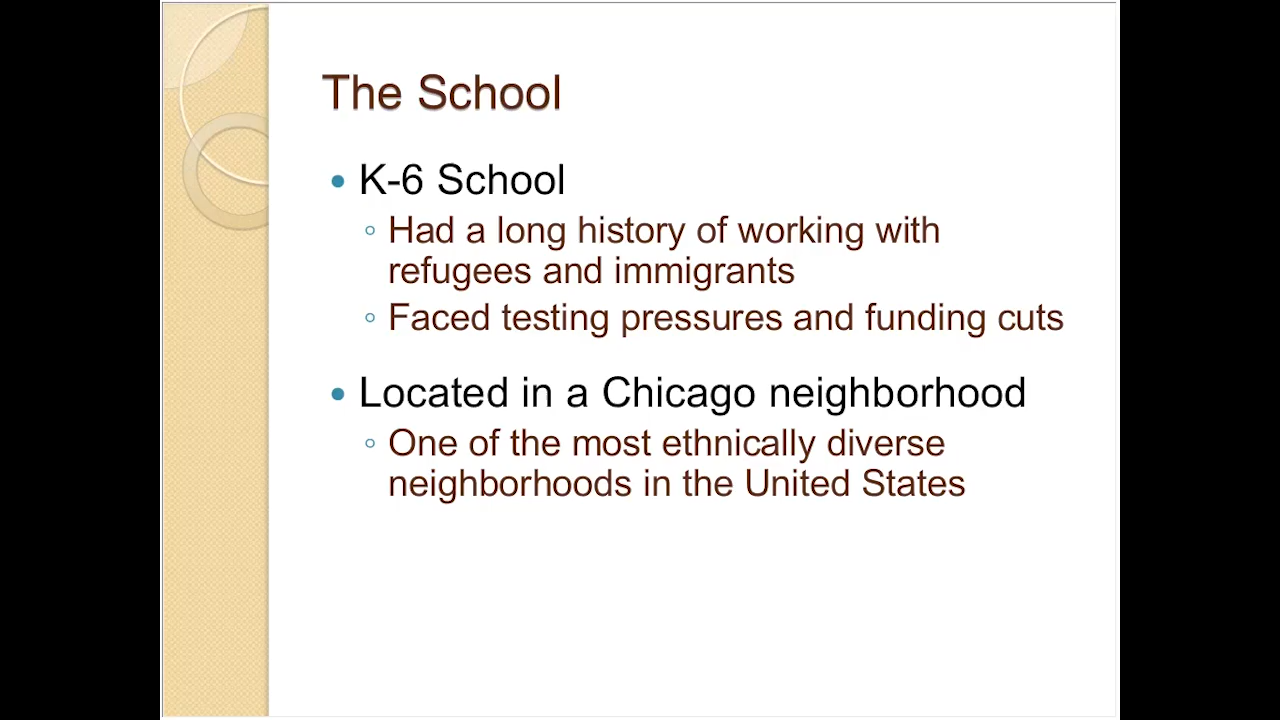 The School
• K-6 School
◦ Had a long history of working with
refugees and immigrants
◦ Faced testing pressures and funding cuts
• Located in a Chicago neighborhood
◦ One of the most ethnically diverse
neighborhoods in the United States